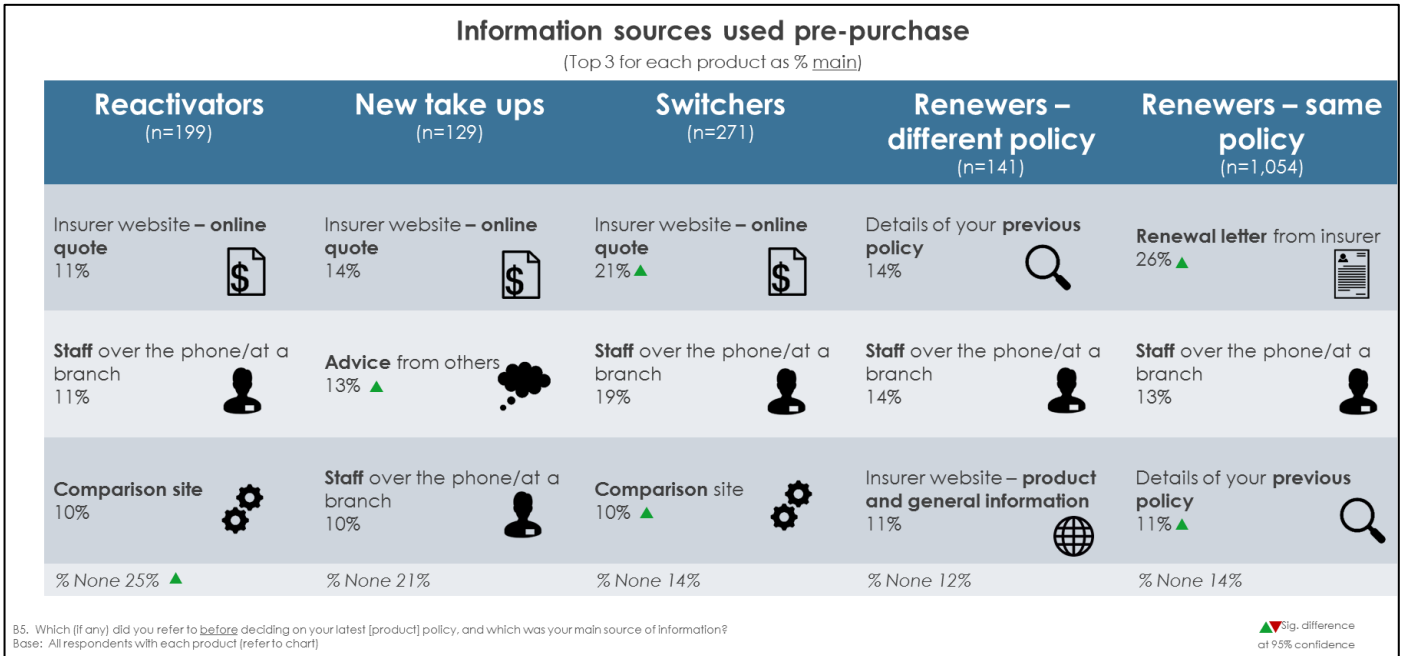 Information sources used pre-purchase
(Top 3 for each product as % main)
Reactivators
(n=199)
New take ups
(n=129)
Switchers
(n=271)
Renewers –
different policy
(n=141)
Renewers – same
policy
(n=1,054)
Insurer website – online
quote
11%
$
Insurer website – online
quote
14%
$
Insurer website – online
quote
21% ▲
$
Details of your previous
policy
14%
Renewal letter from insurer
26% ▲
Staff over the phone/at a
branch
11%
Advice from others
13% ▲
Staff over the phone/at a
branch
19%
Staff over the phone/at a
branch
14%
Staff over the phone/at a
branch
13%
Comparison site
10%
Staff over the phone/at a
branch
10%
Comparison site
10% ▲
Insurer website – product
and general information
11%
Details of your previous
policy
11% ▲
% None 25% ▲
% None 21%
% None 14%
% None 12%
% None 14%
B5. Which (if any) did you refer to before deciding on your latest [product] policy, and which was your main source of information?
Base: All respondents with each product (refer to chart)
▲▼Sig. difference
at 95% confidence